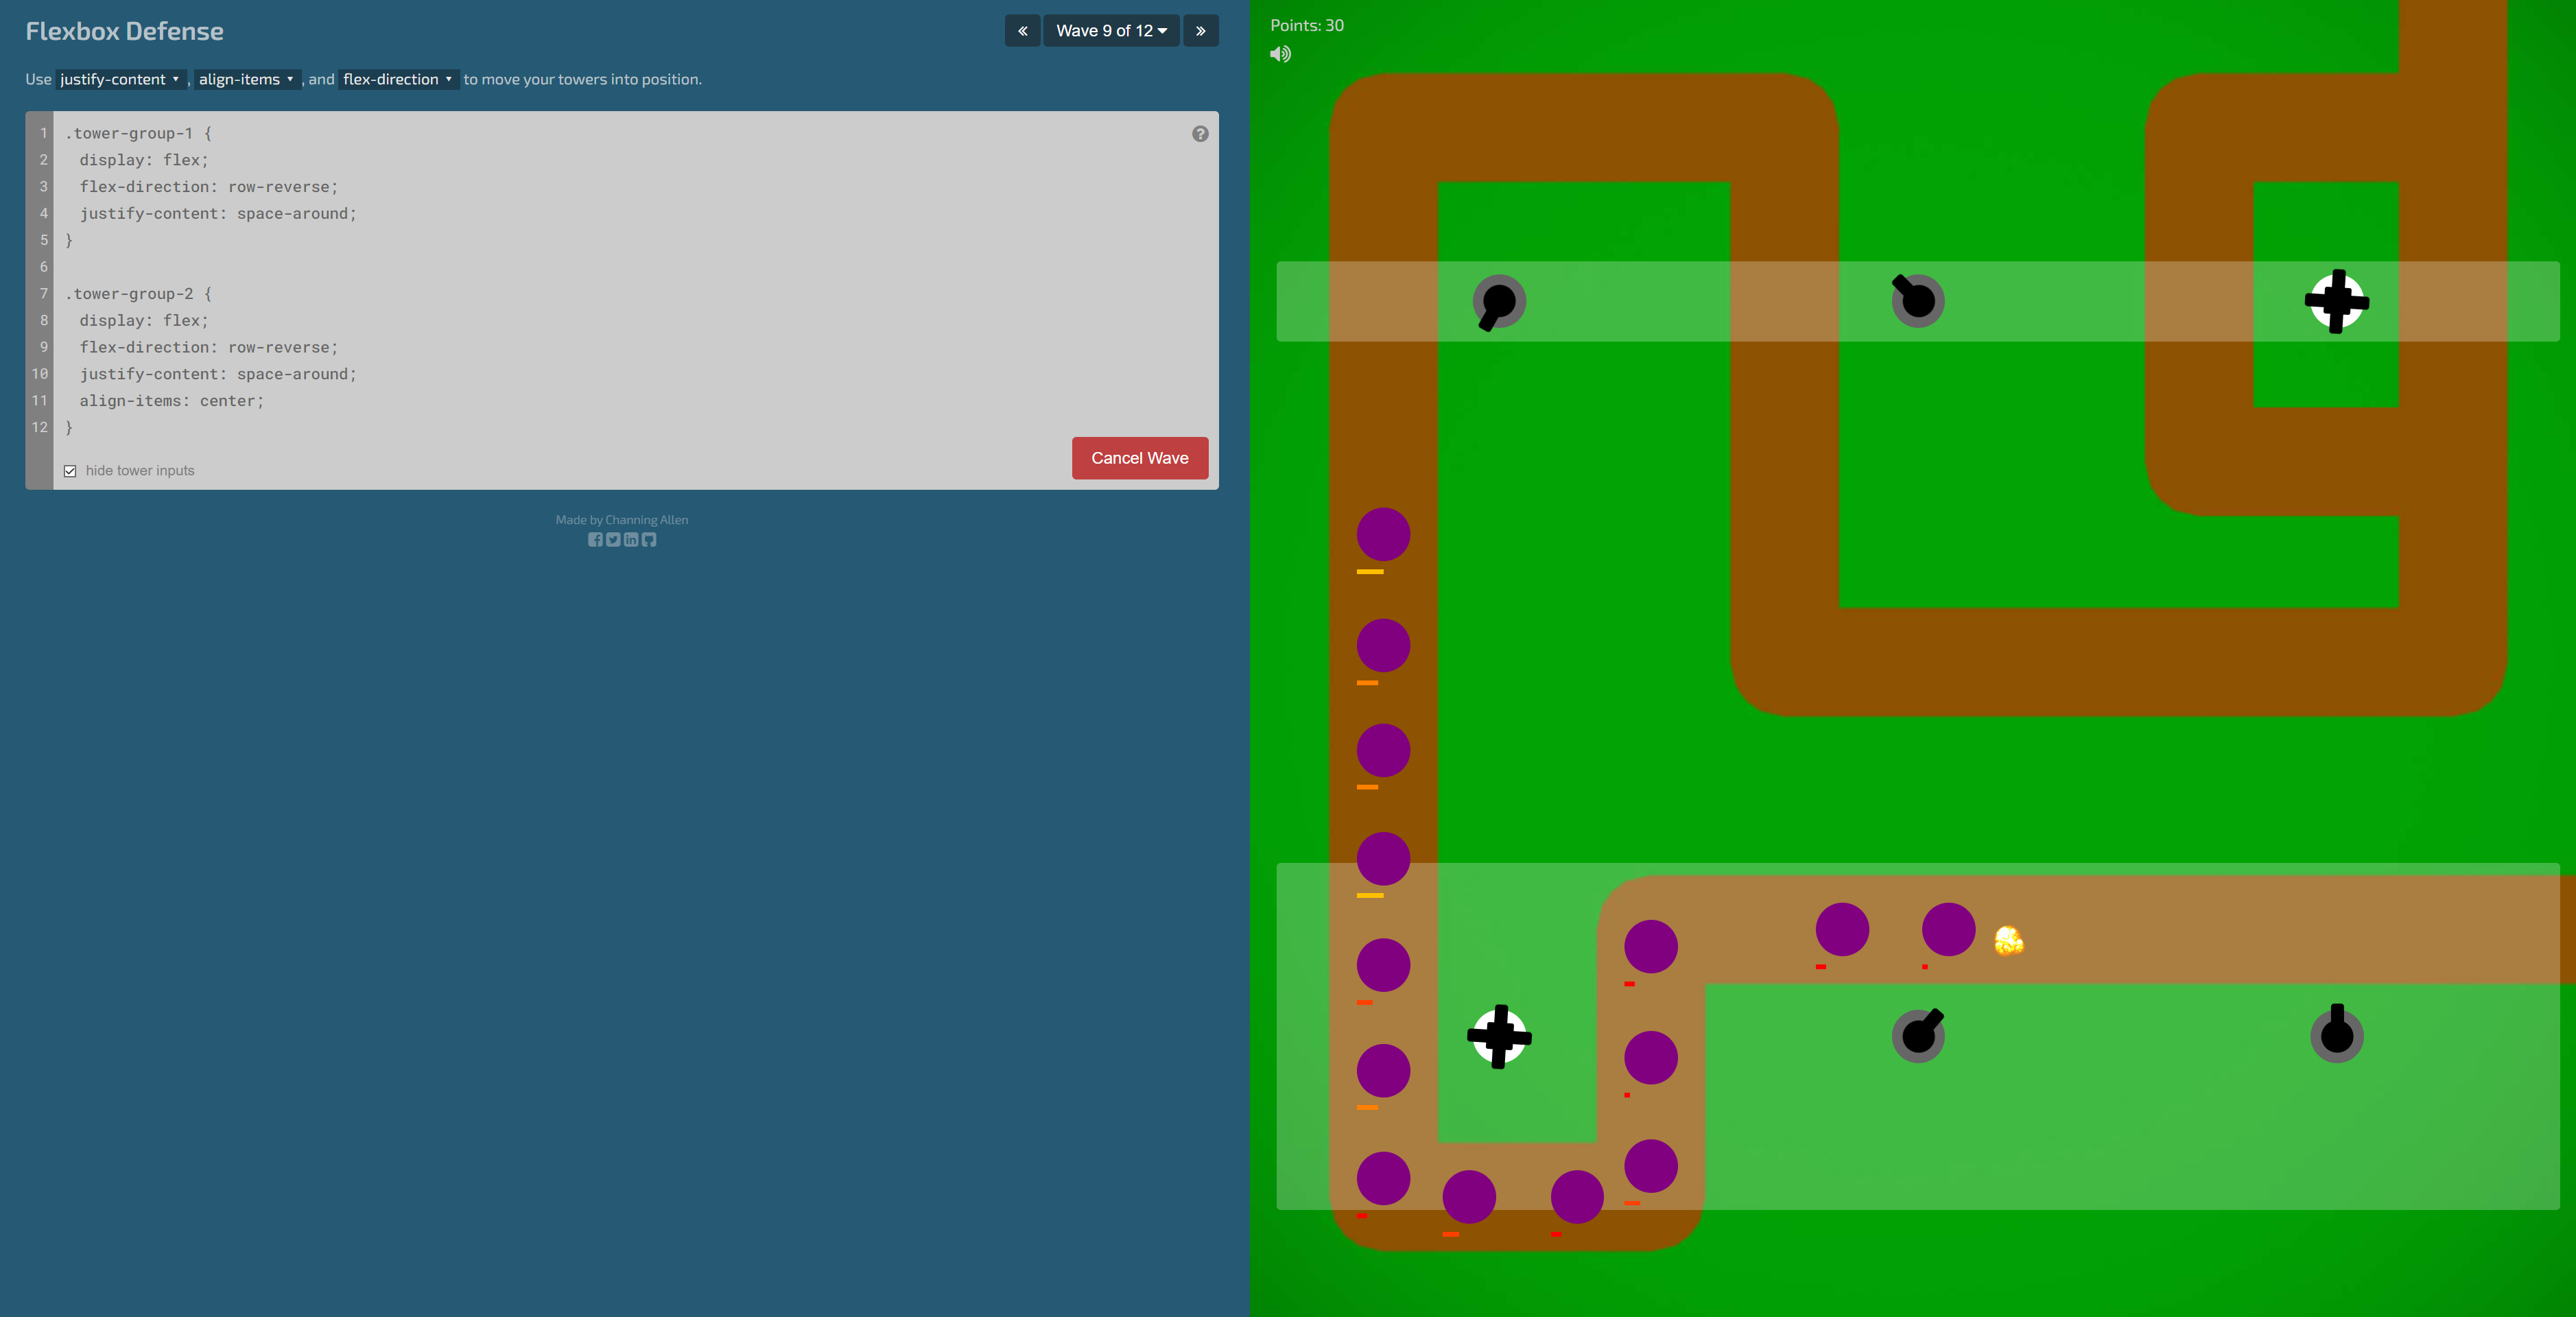 Flexbox Defense
« Wave 9 of 12 »
Use justify-content , align-items , and flex-direction to move your towers into position.
1 .tower-group-1 {
2 display: flex;
3 flex-direction: row-reverse;
4 justify-content: space-around;
5 }
6
7 .tower-group-2 {
8 display: flex;
9 flex-direction: row-reverse;
10 justify-content: space-around;
11 align-items: center;
12 }
?
hide tower inputs
Cancel Wave
Made by Channing Allen
Points: 30